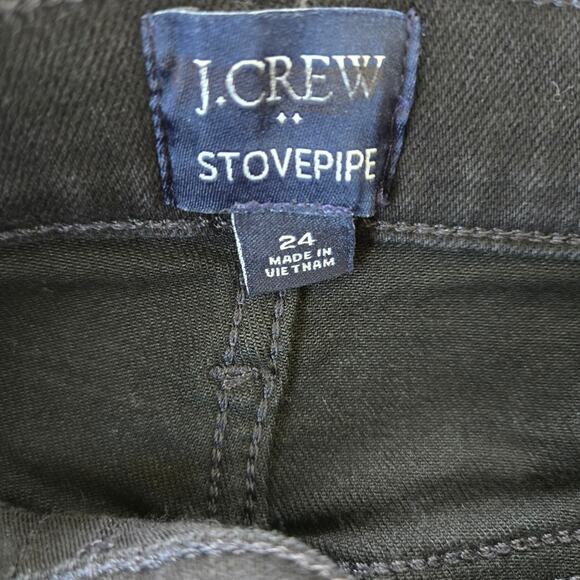 J.CREW
STOVEPIPE
24
MADE IN
VIETNAM